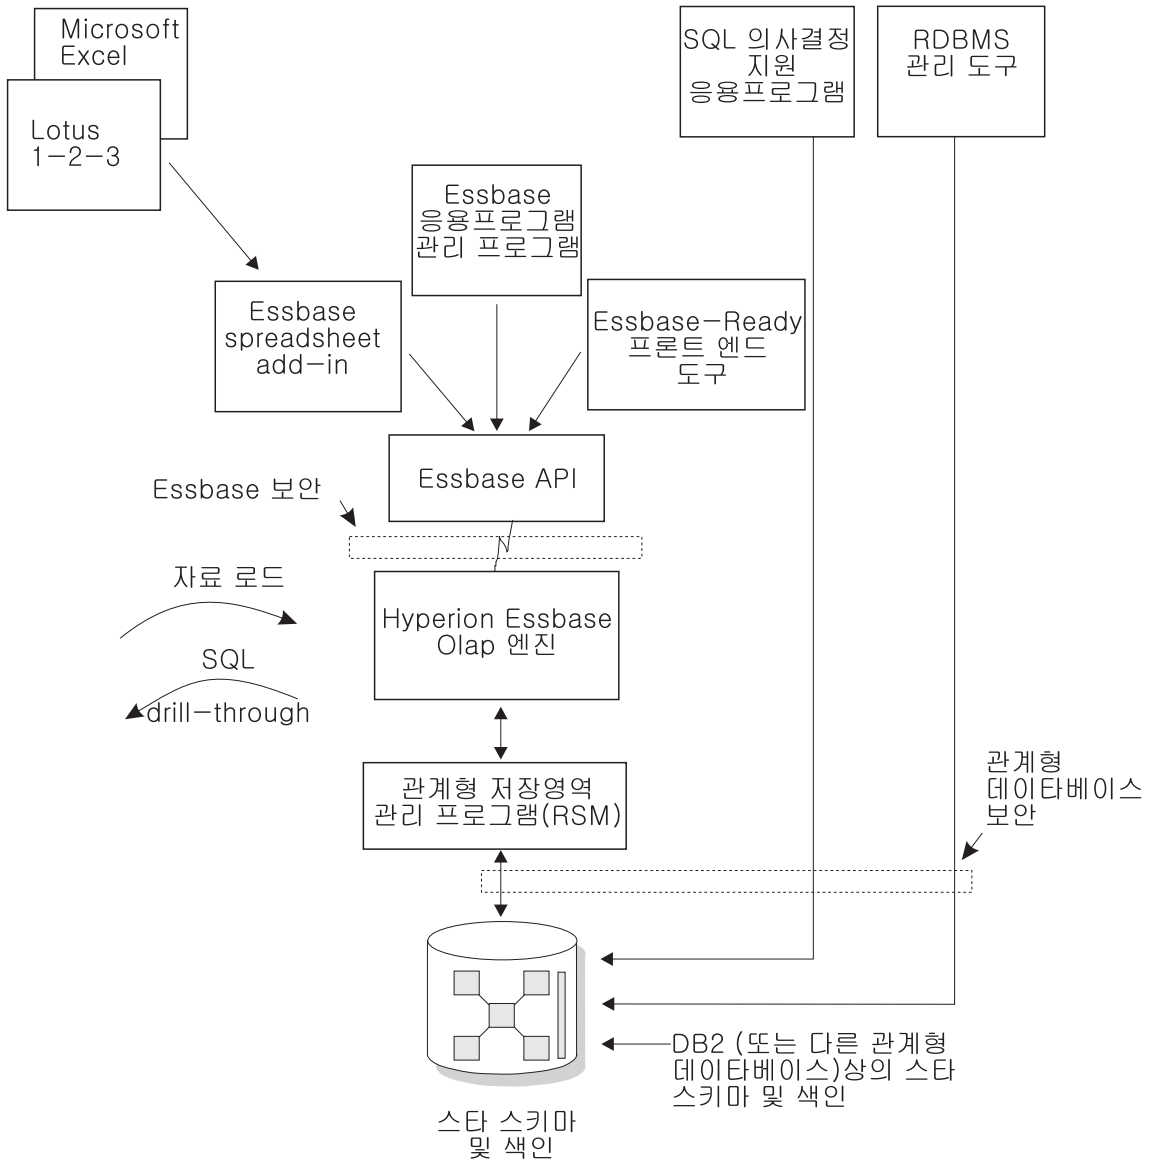 Microsoft
Excel
Lotus
1-2-3
SQL 의사결정
지원
응용프로그램
RDBMS
관리 도구
Essbase
응용프로그램
관리 프로그램
Essbase
spreadsheet
add-in
Essbase-Ready
프론트 엔드
도구
Essbase API
Essbase 보안
자료 로드
SQL
drill-through
Hyperion Essbase
Olap 엔진
관계형 저장영역
관리 프로그램(RSM)
관계형
데이타베이스
보안
DB2 (또는 다른 관계형
데이타베이스)상의 스타
스키마 및 색인
스타 스키마
및 색인